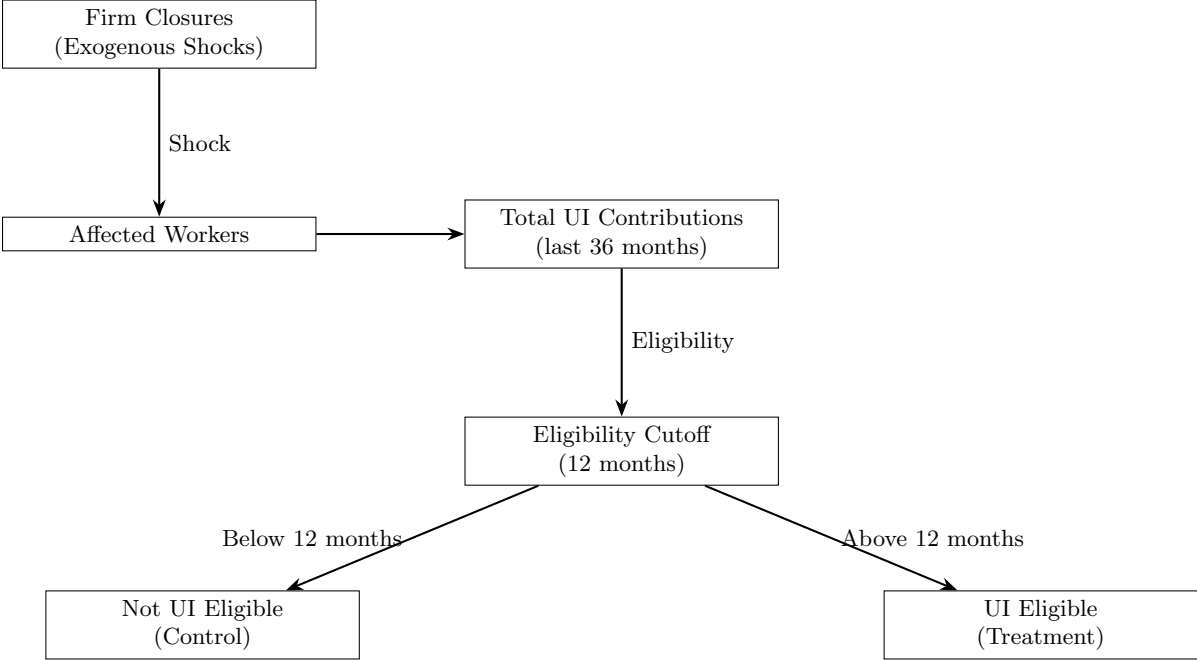 Firm Closures
(Exogenous Shocks)
Shock
Affected Workers
Total UI Contributions
(last 36 months)
Eligibility
Eligibility Cutoff
(12 months)
Below 12 months
Above 12 months
Not UI Eligible
(Control)
UI Eligible
(Treatment)